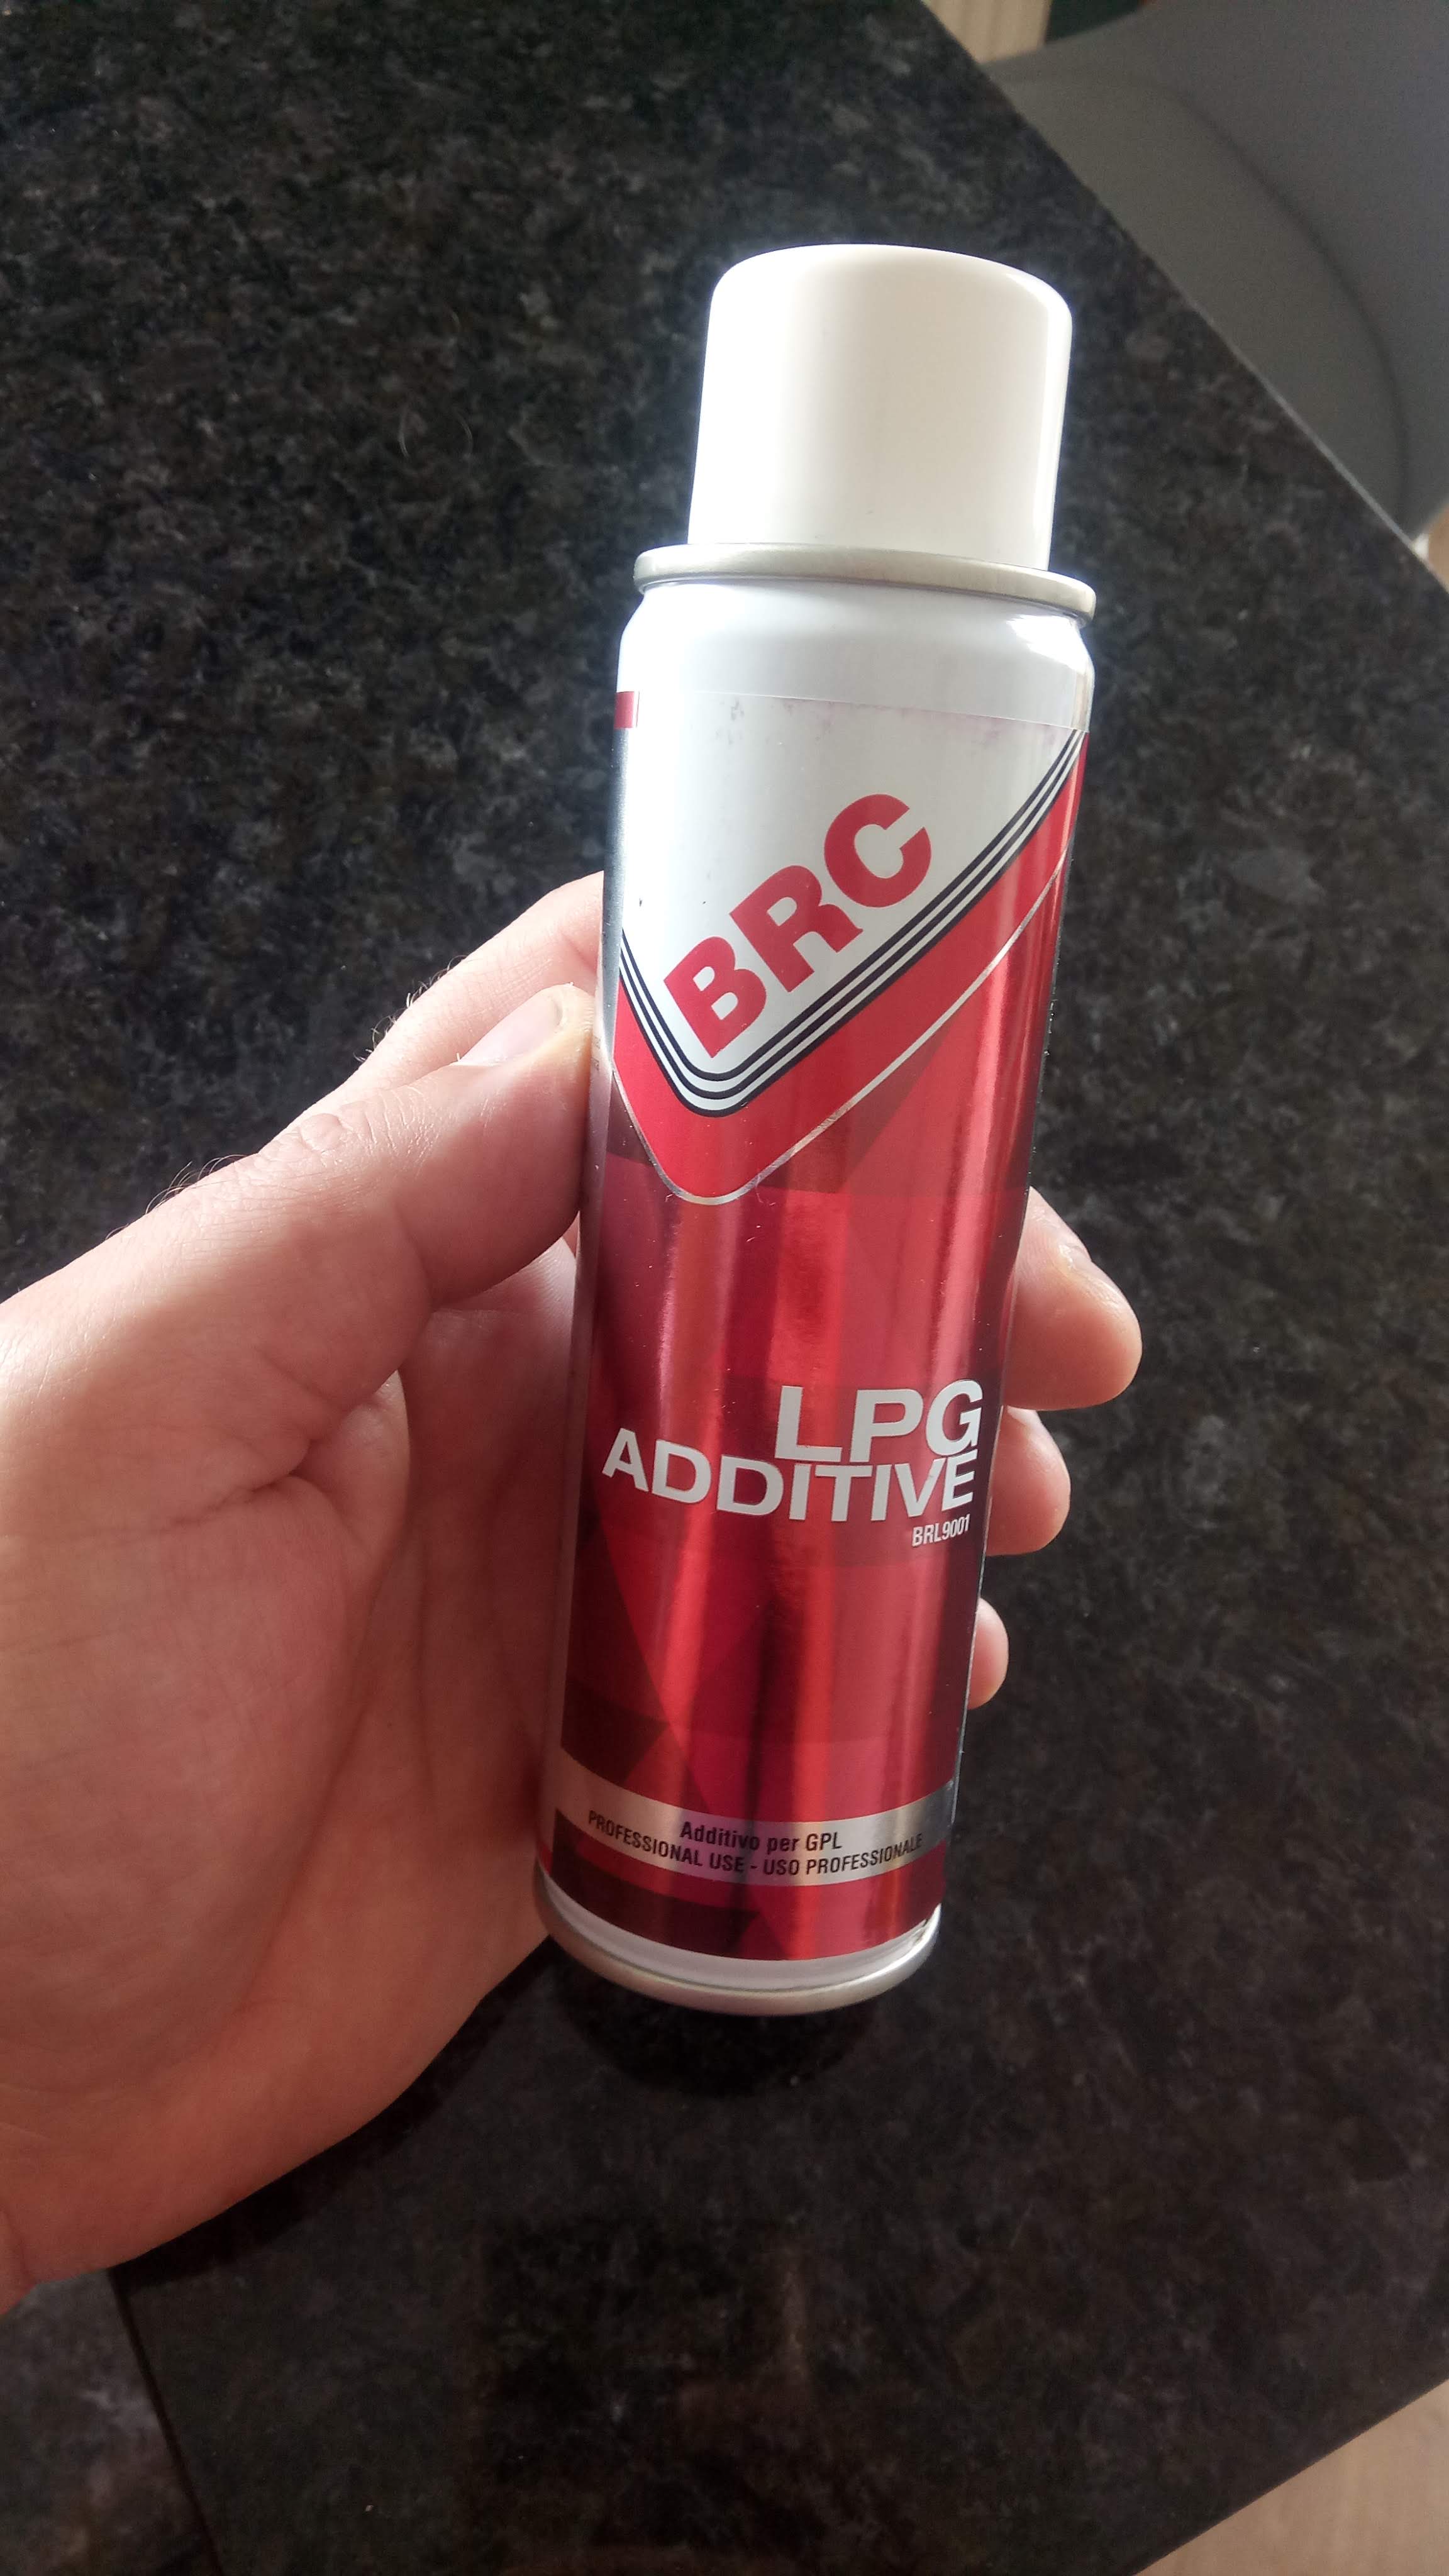 BRC
LPG
ADDITIVE
BRL9001
Additivo per GPL
PROFESSIONAL USE - USO PROFESSIONALE